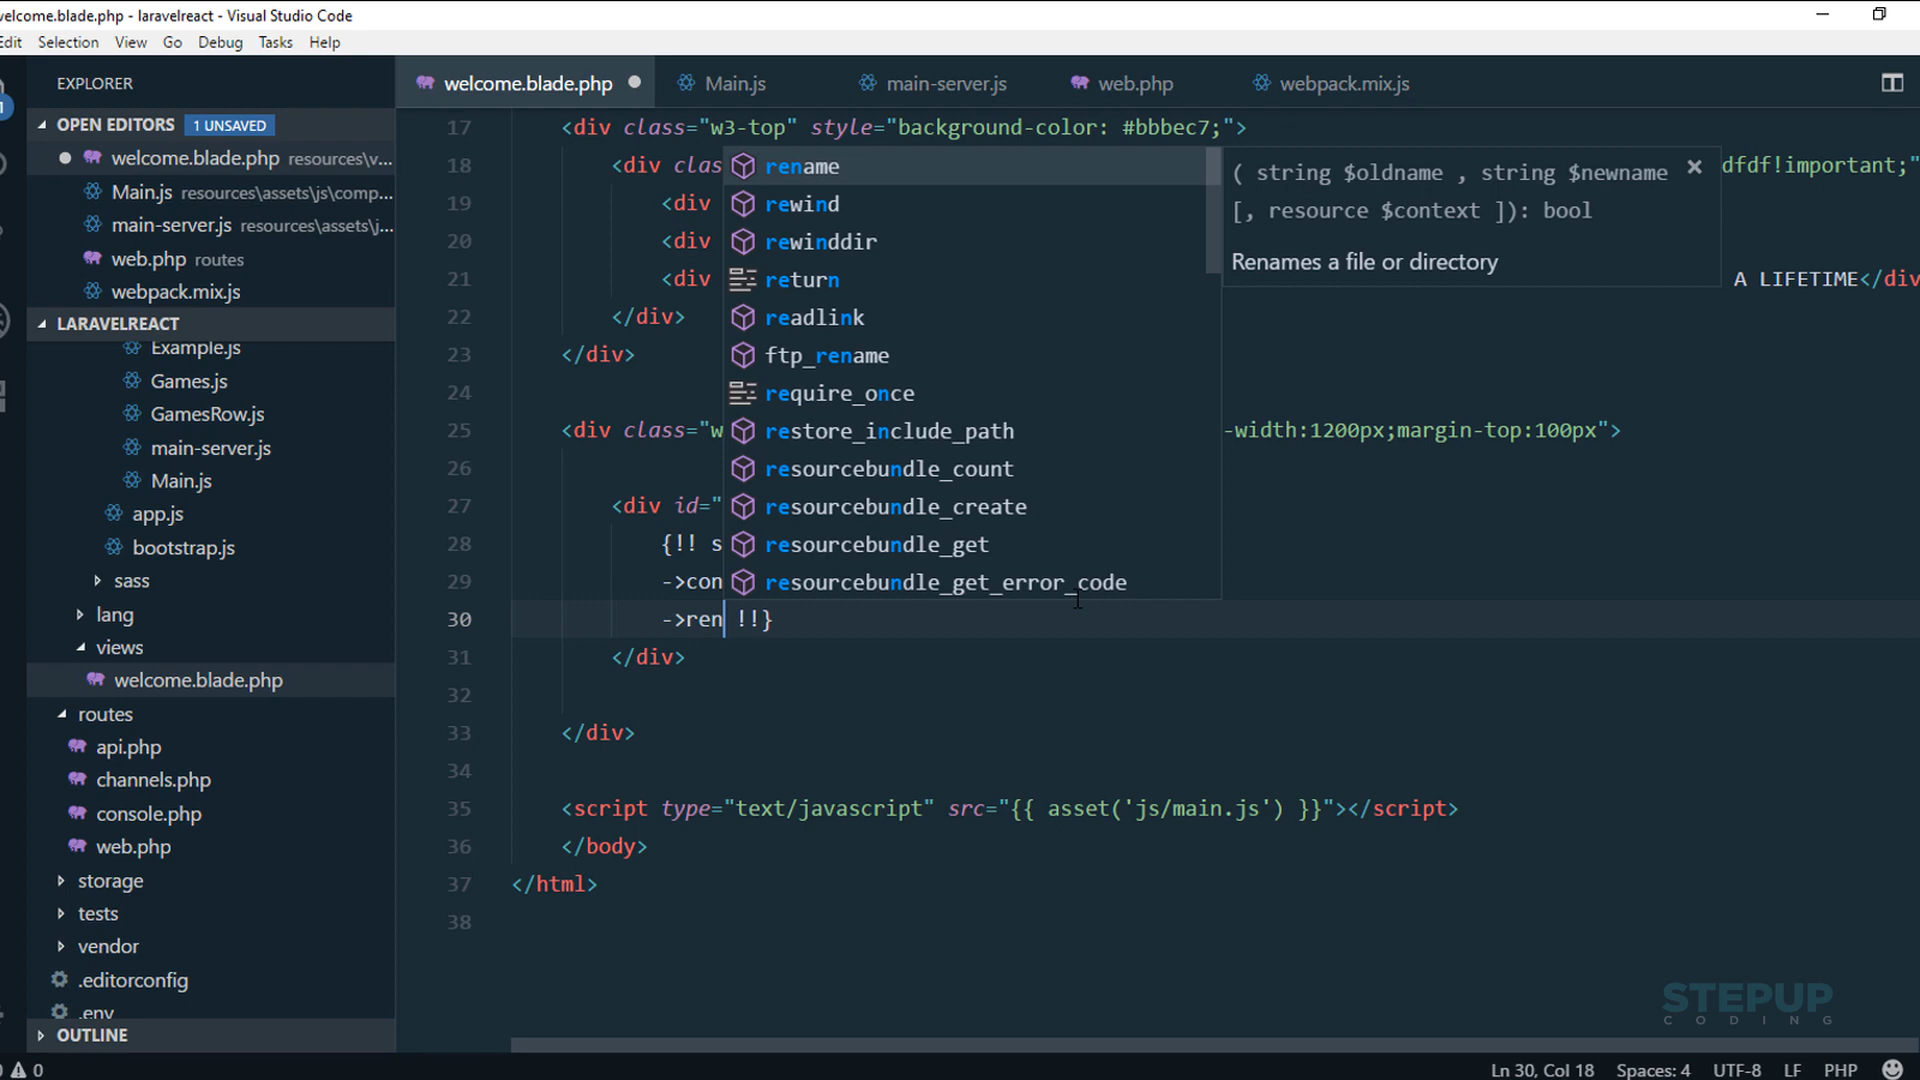 welcome.blade.php - laravelreact - Visual Studio Code
Edit Selection View Go Debug Tasks Help
EXPLORER
OPEN EDITORS 1 UNSAVED
welcome.blade.php resources\v...
Main.js resources\assets\js\comp...
main-server.js resources\assets\j...
web.php routes
webpack.mix.js
LARAVELREACT
Example.js
Games.js
GamesRow.js
main-server.js
Main.js
app.js
bootstrap.js
sass
lang
views
welcome.blade.php
routes
api.php
channels.php
console.php
web.php
storage
tests
vendor
.editorconfig
.env
OUTLINE
welcome.blade.php Main.js main-server.js web.php webpack.mix.js
17 <div class="w3-top" style="background-color: #bbbec7;">
18 <div clas dfdf!important;"
19 <div
20 <div
21 <div A LIFETIME</div
22 </div>
23 </div>
24
25 <div class="w -width:1200px;margin-top:100px">
26
27 <div id="
28 {!! s
29 ->con
30 ->ren !!}
31 </div>
32
33 </div>
34
35 <script type="text/javascript" src="{{ asset('js/main.js') }}"></script>
36 </body>
37 </html>
38
rename
rewind
rewinddir
return
readlink
ftp_rename
require_once
restore_include_path
resourcebundle_count
resourcebundle_create
resourcebundle_get
resourcebundle_get_error_code
( string $oldname , string $newname
[, resource $context ]): bool
Renames a file or directory
STEPUP
CODING
0 Ln 30, Col 18 Spaces: 4 UTF-8 LF PHP